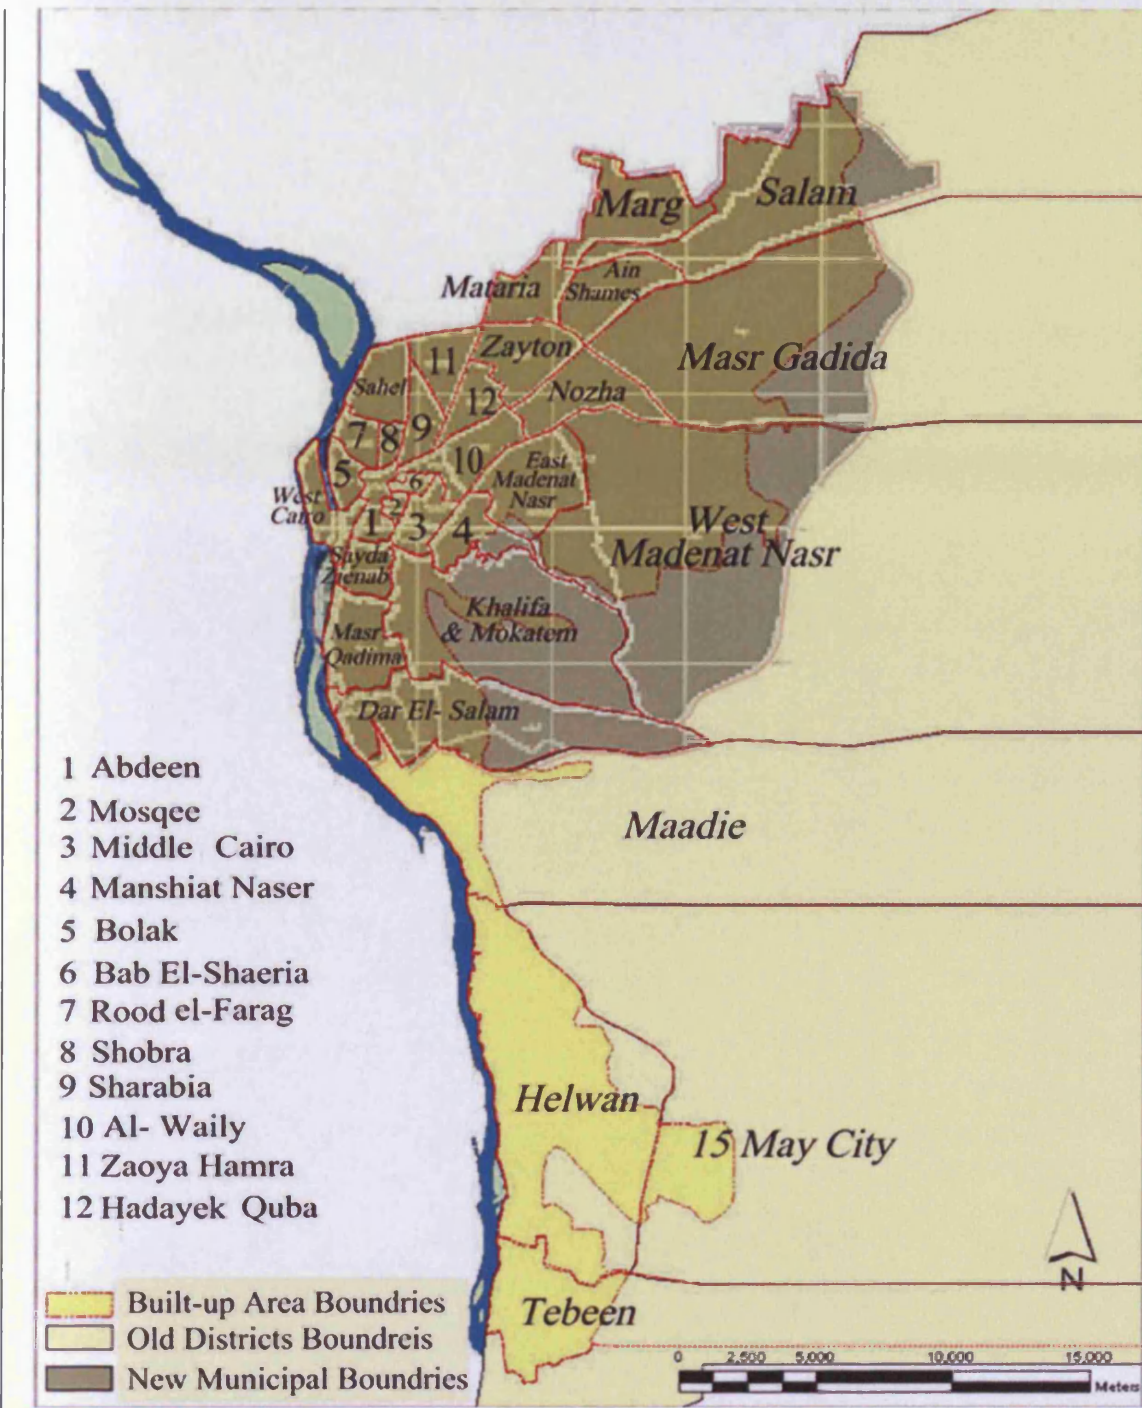 Marg
Salam
Ain
Shames
Mataria
Zayton
Masr Gadida
11
Sahel
12
Nozha
7
8
9
10
East
Madenat
Nasr
5
6
West
Cairo
2
1
3
4
West
Madenat Nasr
Sayda
Zienab
Khalifa
& Mokatem
Masr
Qadima
Dar El- Salam
Maadie
1 Abdeen
2 Mosqee
3 Middle Cairo
4 Manshiat Naser
5 Bolak
6 Bab El-Shaeria
7 Rood el-Farag
8 Shobra
9 Sharabia
10 Al- Waily
11 Zaoya Hamra
12 Hadayek Quba
Helwan
15 May City
N
Tebeen
Built-up Area Boundries
Old Districts Boundreis
New Municipal Boundries
0 2,500 5,000 10,000 15,000
Meters